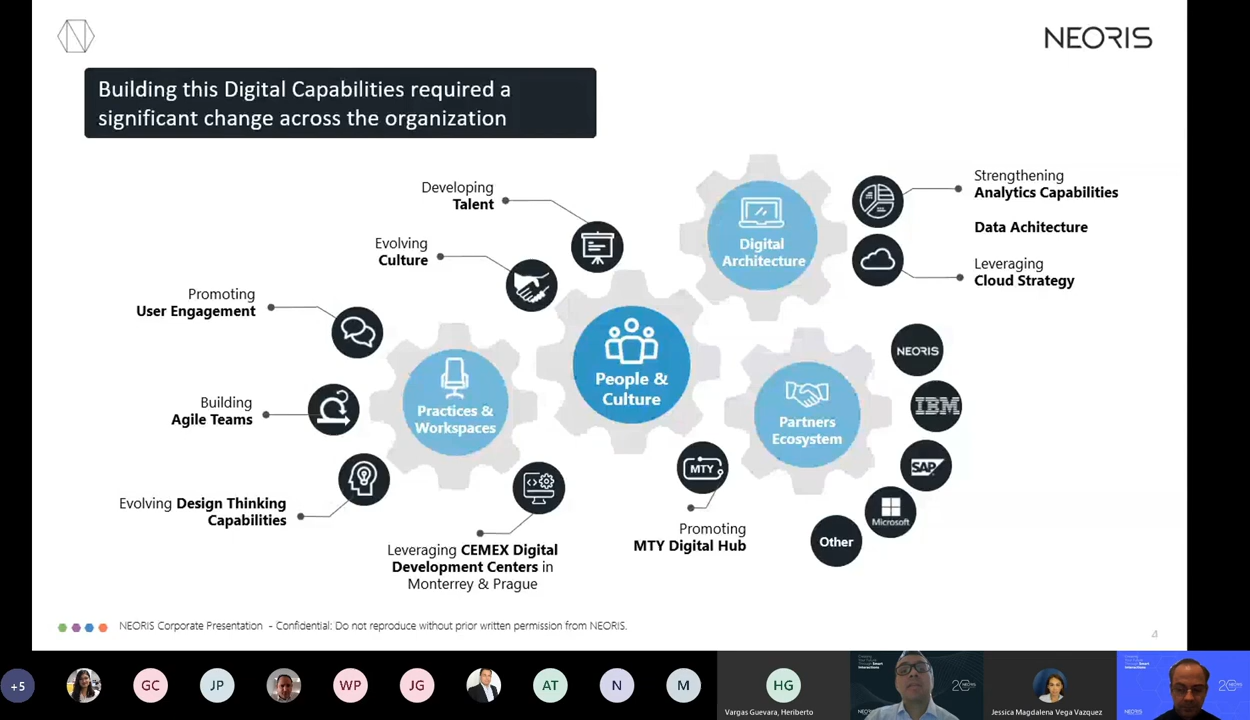 NEORIS
Building this Digital Capabilities required a
significant change across the organization
Developing
Talent
Evolving
Culture
Promoting
User Engagement
Building
Agile Teams
Evolving Design Thinking
Capabilities
Leveraging CEMEX Digital
Development Centers in
Monterrey & Prague
Practices &
Workspaces
People &
Culture
Digital
Architecture
Partners
Ecosystem
Strengthening
Analytics Capabilities
Data Achitecture
Leveraging
Cloud Strategy
MTY
Promoting
MTY Digital Hub
NEORIS
IBM
SAP
Microsoft
Other
NEORIS Corporate Presentation - Confidential: Do not reproduce without prior written permission from NEORIS.
4
+5
GC
JP
WP
JG
AT
N
M
HG
Vargas Guevara, Heriberto
Jessica Magdalena Vega Vazquez